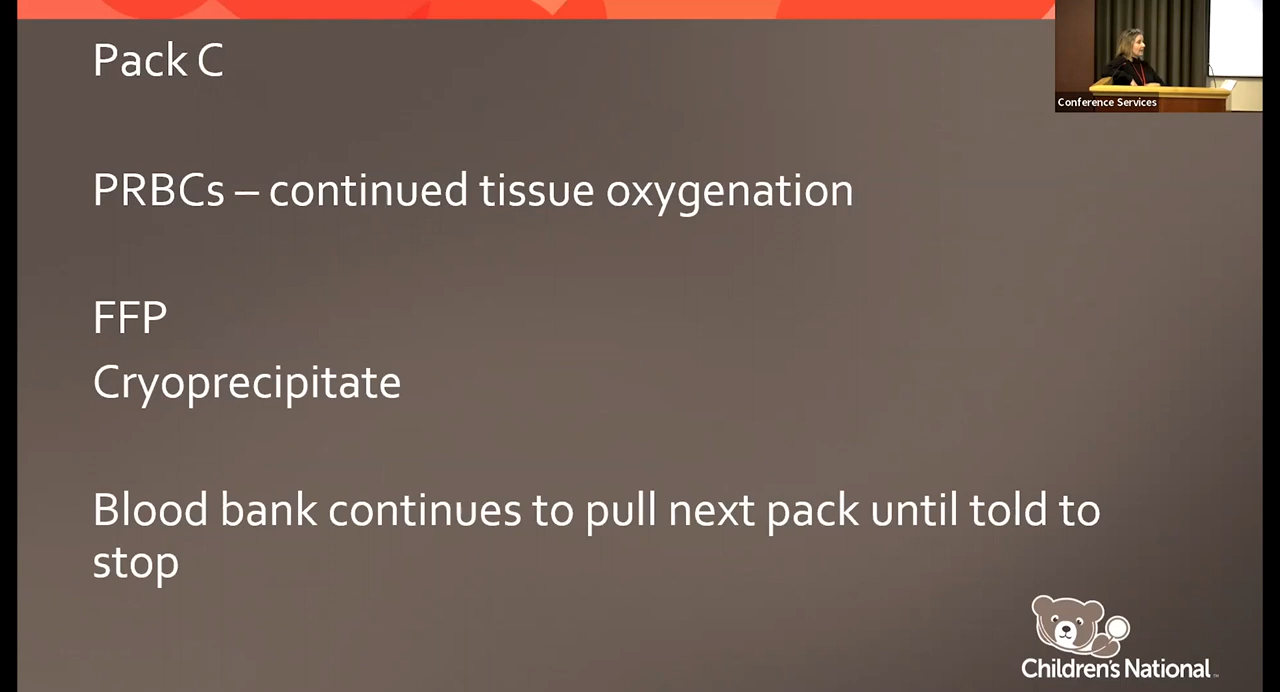 Pack C
Conference Services
PRBCs – continued tissue oxygenation
FFP
Cryoprecipitate
Blood bank continues to pull next pack until told to
stop
Children's National™